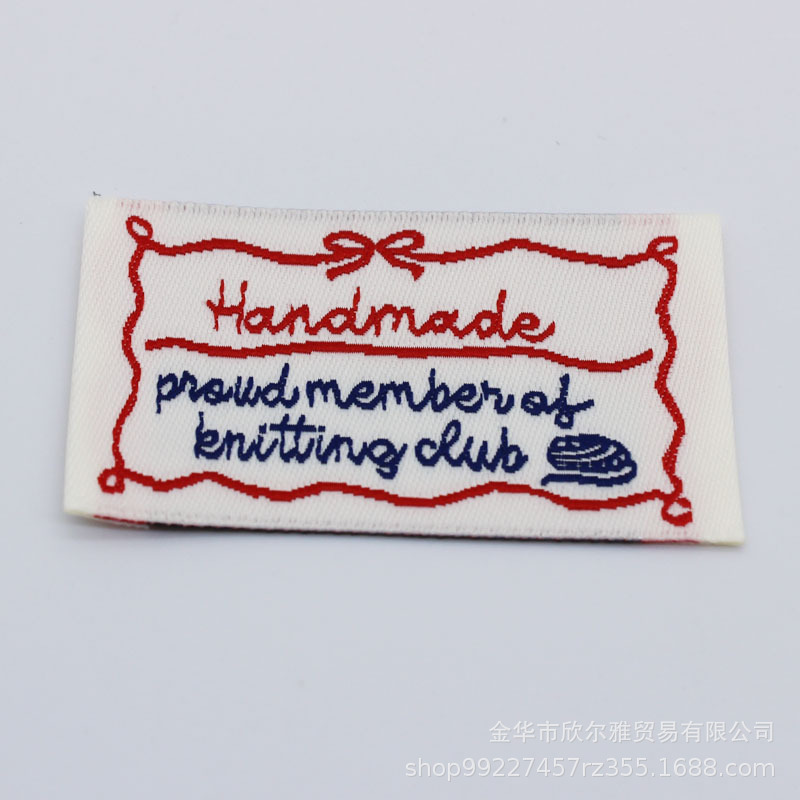 Handmade
proud member of
knitting club
金华市欣尔雅贸易有限公司
shop99227457rz355.1688.com